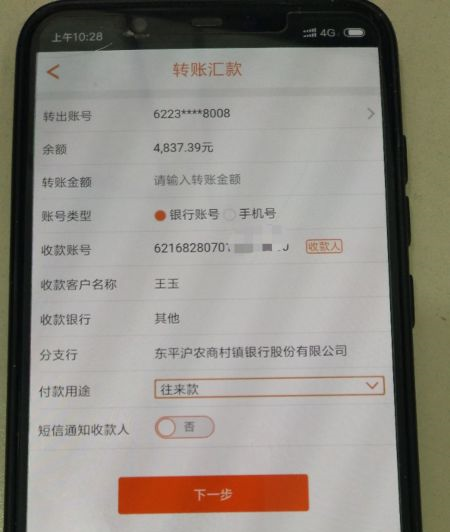 上午10:28 4G
转账汇款
转出账号 6223****8008
余额 4,837.39元
转账金额 请输入转账金额
账号类型 银行账号 手机号
收款账号 6216828070 收款人
收款客户名称 王玉
收款银行 其他
分支行 东平沪农商村镇银行股份有限公司
付款用途 往来款
短信通知收款人 否
下一步